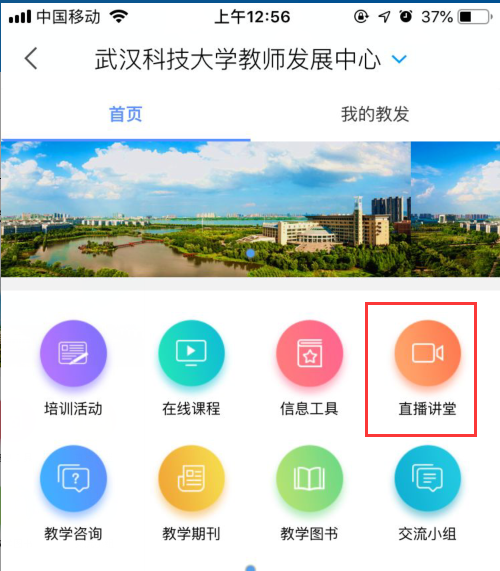 中国移动 上午12:56 37%
武汉科技大学教师发展中心
首页 我的教发
培训活动 在线课程 信息工具 直播讲堂
教学咨询 教学期刊 教学图书 交流小组